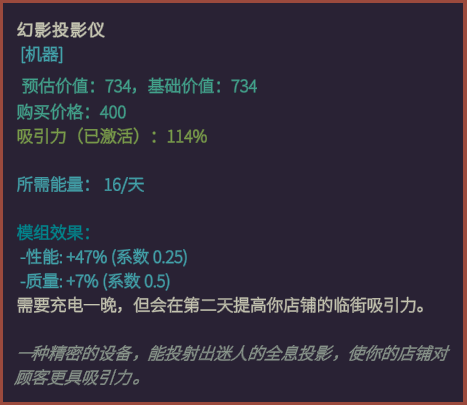 幻影投影仪
[机器]
预估价值：734，基础价值：734
购买价格：400
吸引力（已激活）：114%
所需能量： 16/天
模组效果：
-性能: +47% (系数 0.25)
-质量: +7% (系数 0.5)
需要充电一晚，但会在第二天提高你店铺的临街吸引力。
一种精密的设备，能投射出迷人的全息投影，使你的店铺对
顾客更具吸引力。